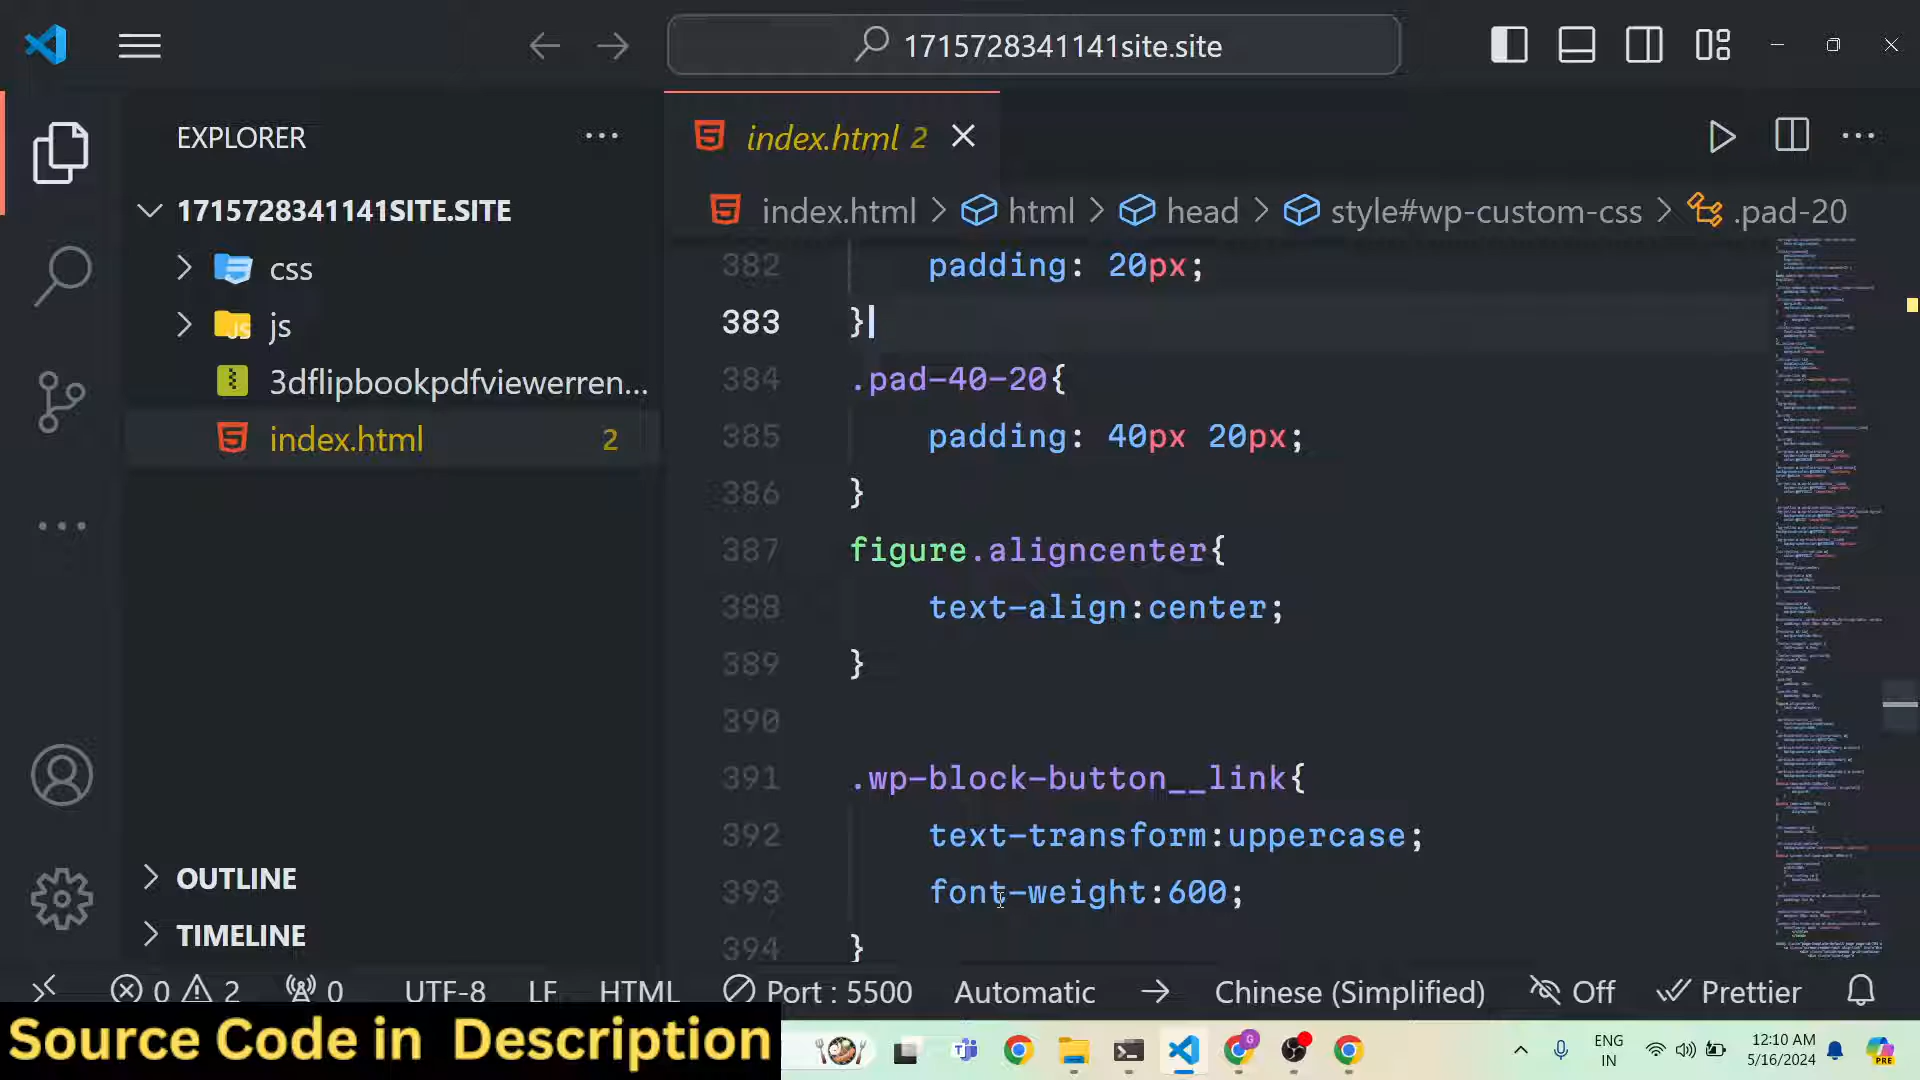 1715728341141site.site
EXPLORER
index.html 2
1715728341141SITE.SITE
index.html > html > head > style#wp-custom-css > .pad-20
css
js
3dflipbookpdfviewerren...
index.html 2
382 padding: 20px;
383 }
384 .pad-40-20{
385 padding: 40px 20px;
386 }
387 figure.aligncenter{
388 text-align:center;
389 }
390
391 .wp-block-button__link{
392 text-transform:uppercase;
393 font-weight:600;
394 }
OUTLINE
TIMELINE
0 2 0 UTF-8 LF HTML Port : 5500 Automatic Chinese (Simplified) Off Prettier
Source Code in Description
ENG
IN
12:10 AM
5/16/2024